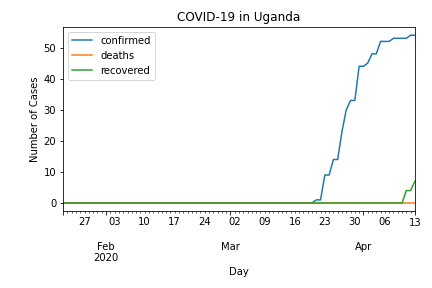 COVID-19 in Uganda
confirmed
deaths
recovered
Number of Cases
50
40
30
20
10
0
27 03 10 17 24 02 09 16 23 30 06 13
Feb Mar Apr
2020
Day